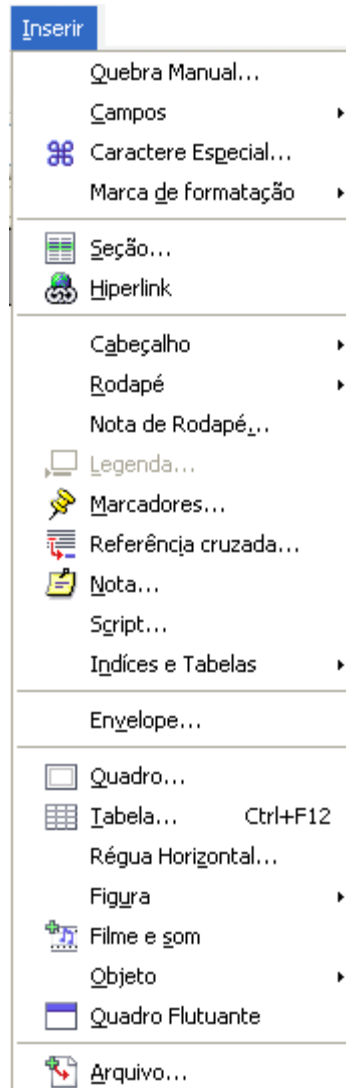 Inserir
Quebra Manual...
Campos
Caractere Especial...
Marca de formatação
Seção...
Hiperlink
Cabeçalho
Rodapé
Nota de Rodapé...
Legenda...
Marcadores...
Referência cruzada...
Nota...
Script...
Indíces e Tabelas
Envelope...
Quadro...
Tabela... Ctrl+F12
Régua Horizontal...
Figura
Filme e som
Objeto
Quadro Flutuante
Arquivo...